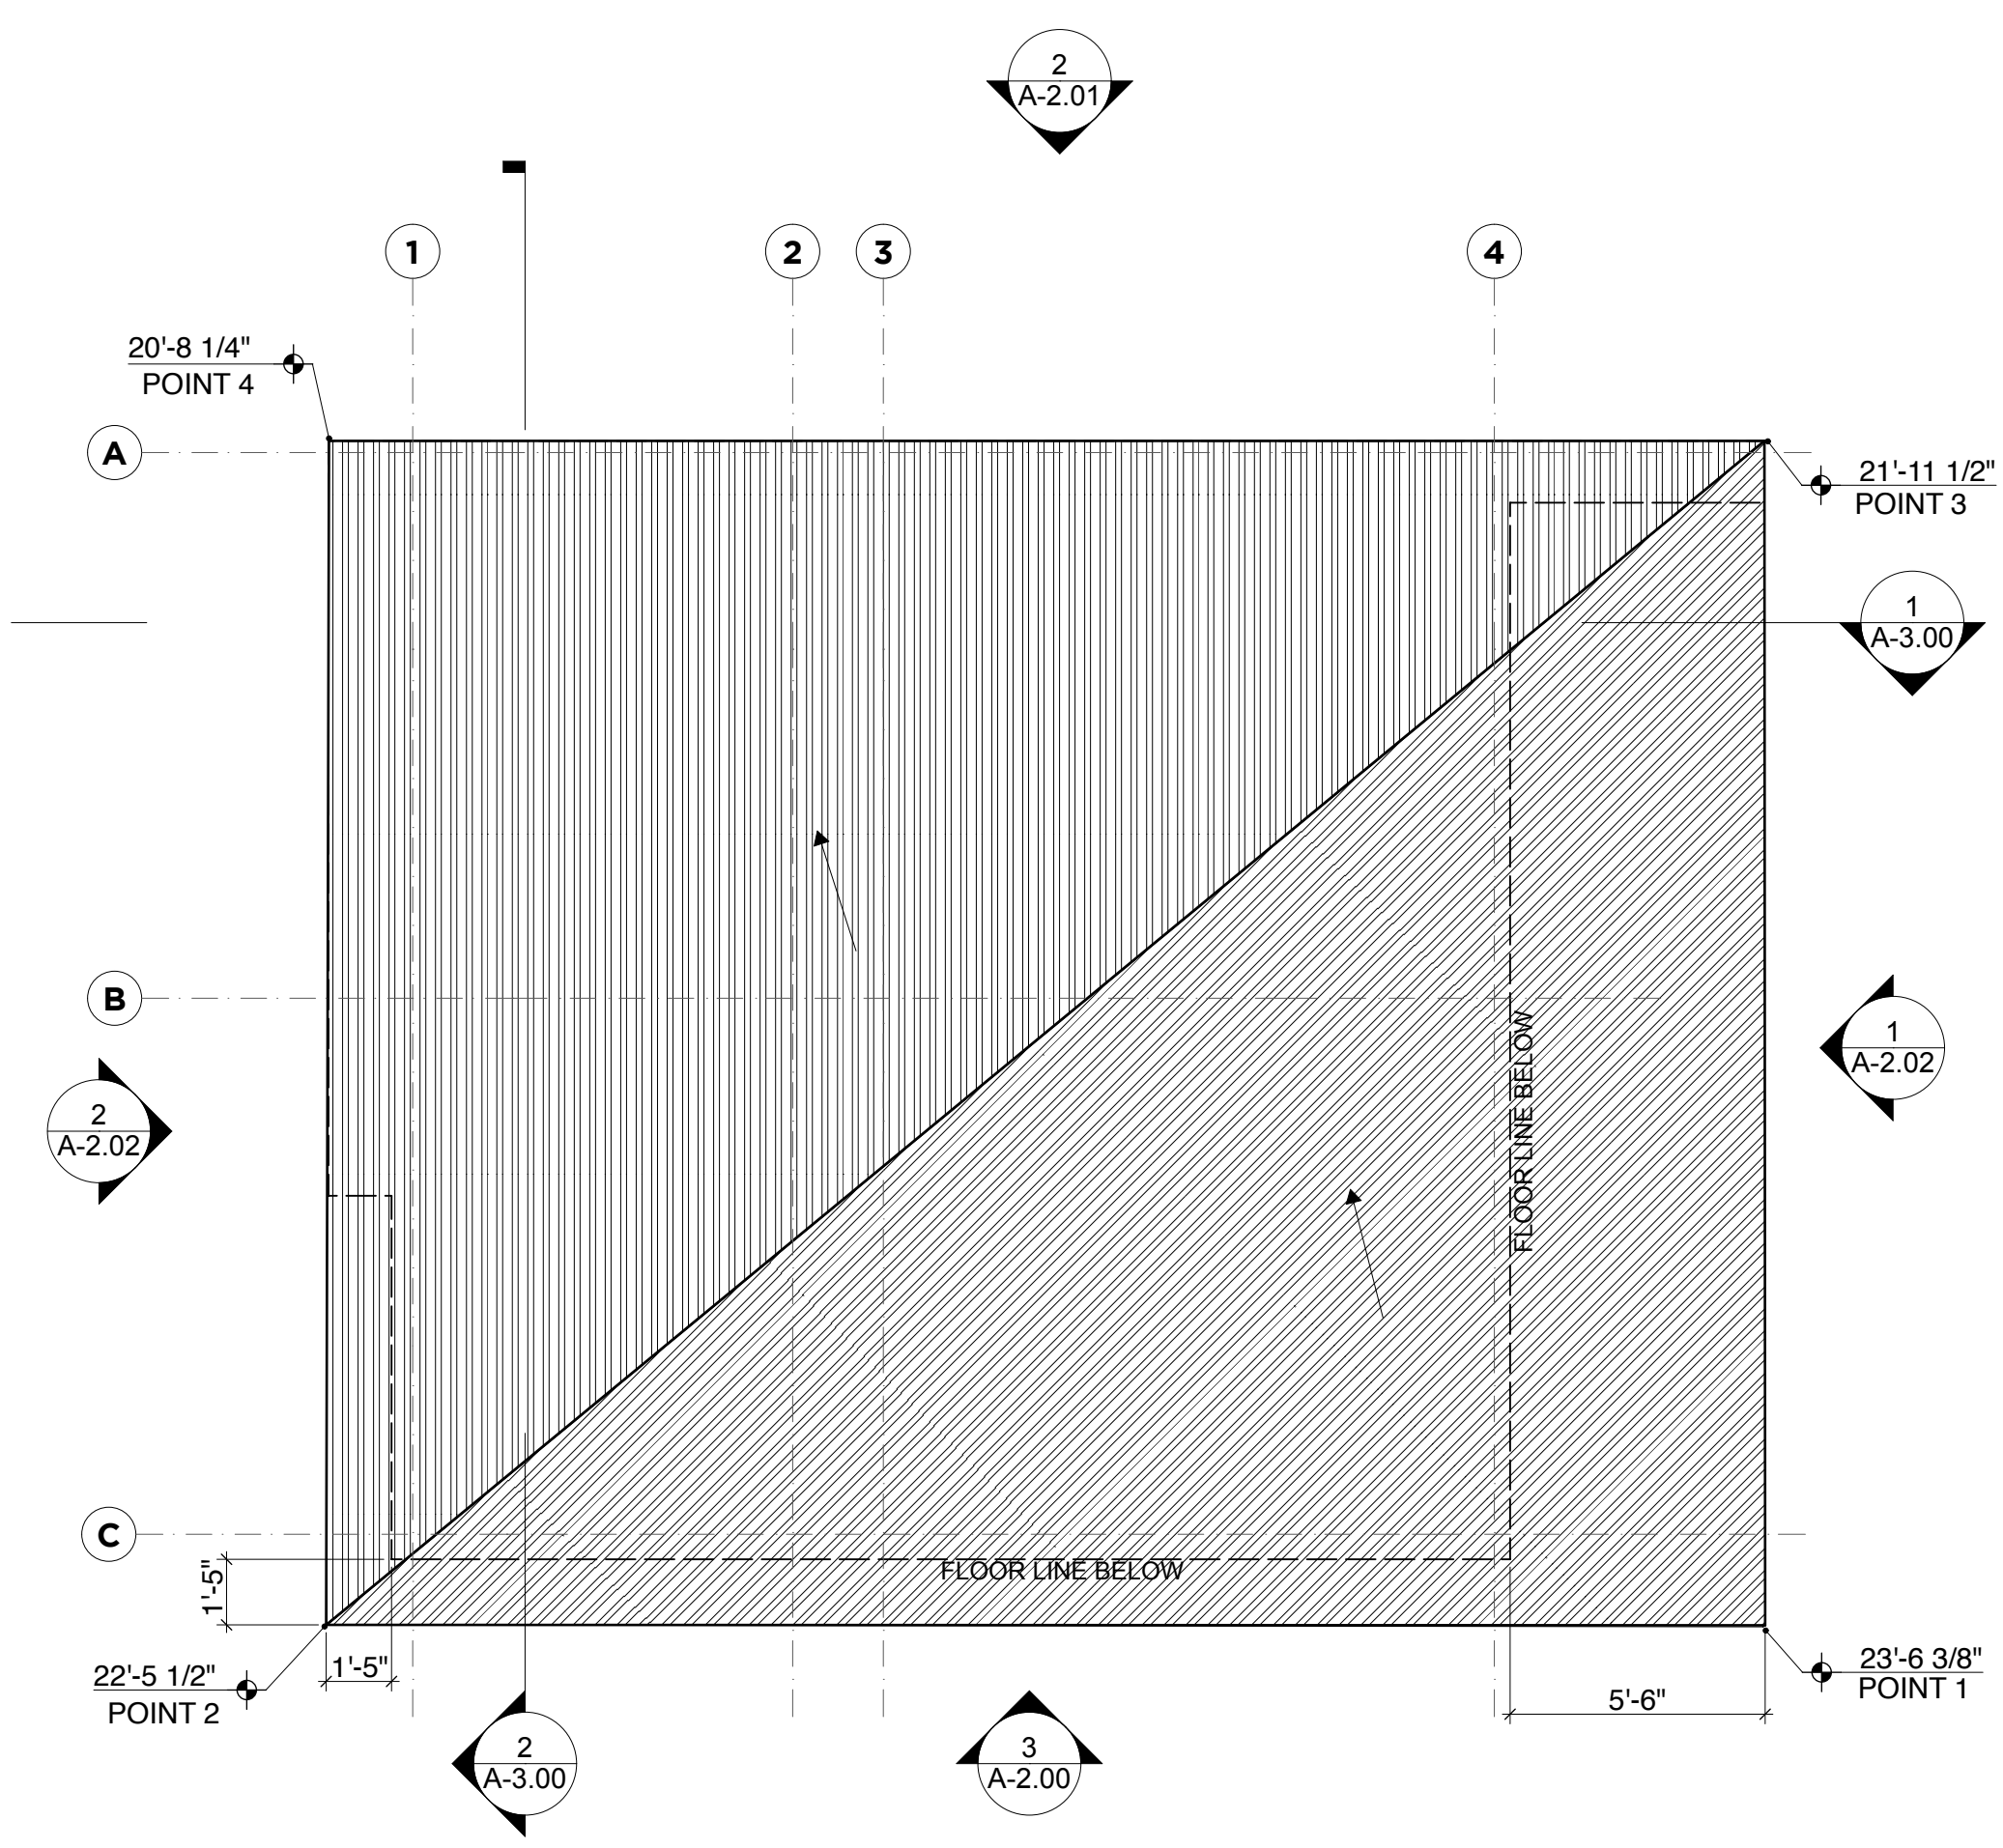 2
A-2.01
1
2
3
4
20'-8 1/4"
POINT 4
A
21'-11 1/2"
POINT 3
1
A-3.00
B
1
A-2.02
FLOOR LINE BELOW
2
A-2.02
C
1'-5"
FLOOR LINE BELOW
22'-5 1/2"
POINT 2
1'-5"
5'-6"
23'-6 3/8"
POINT 1
2
A-3.00
3
A-2.00